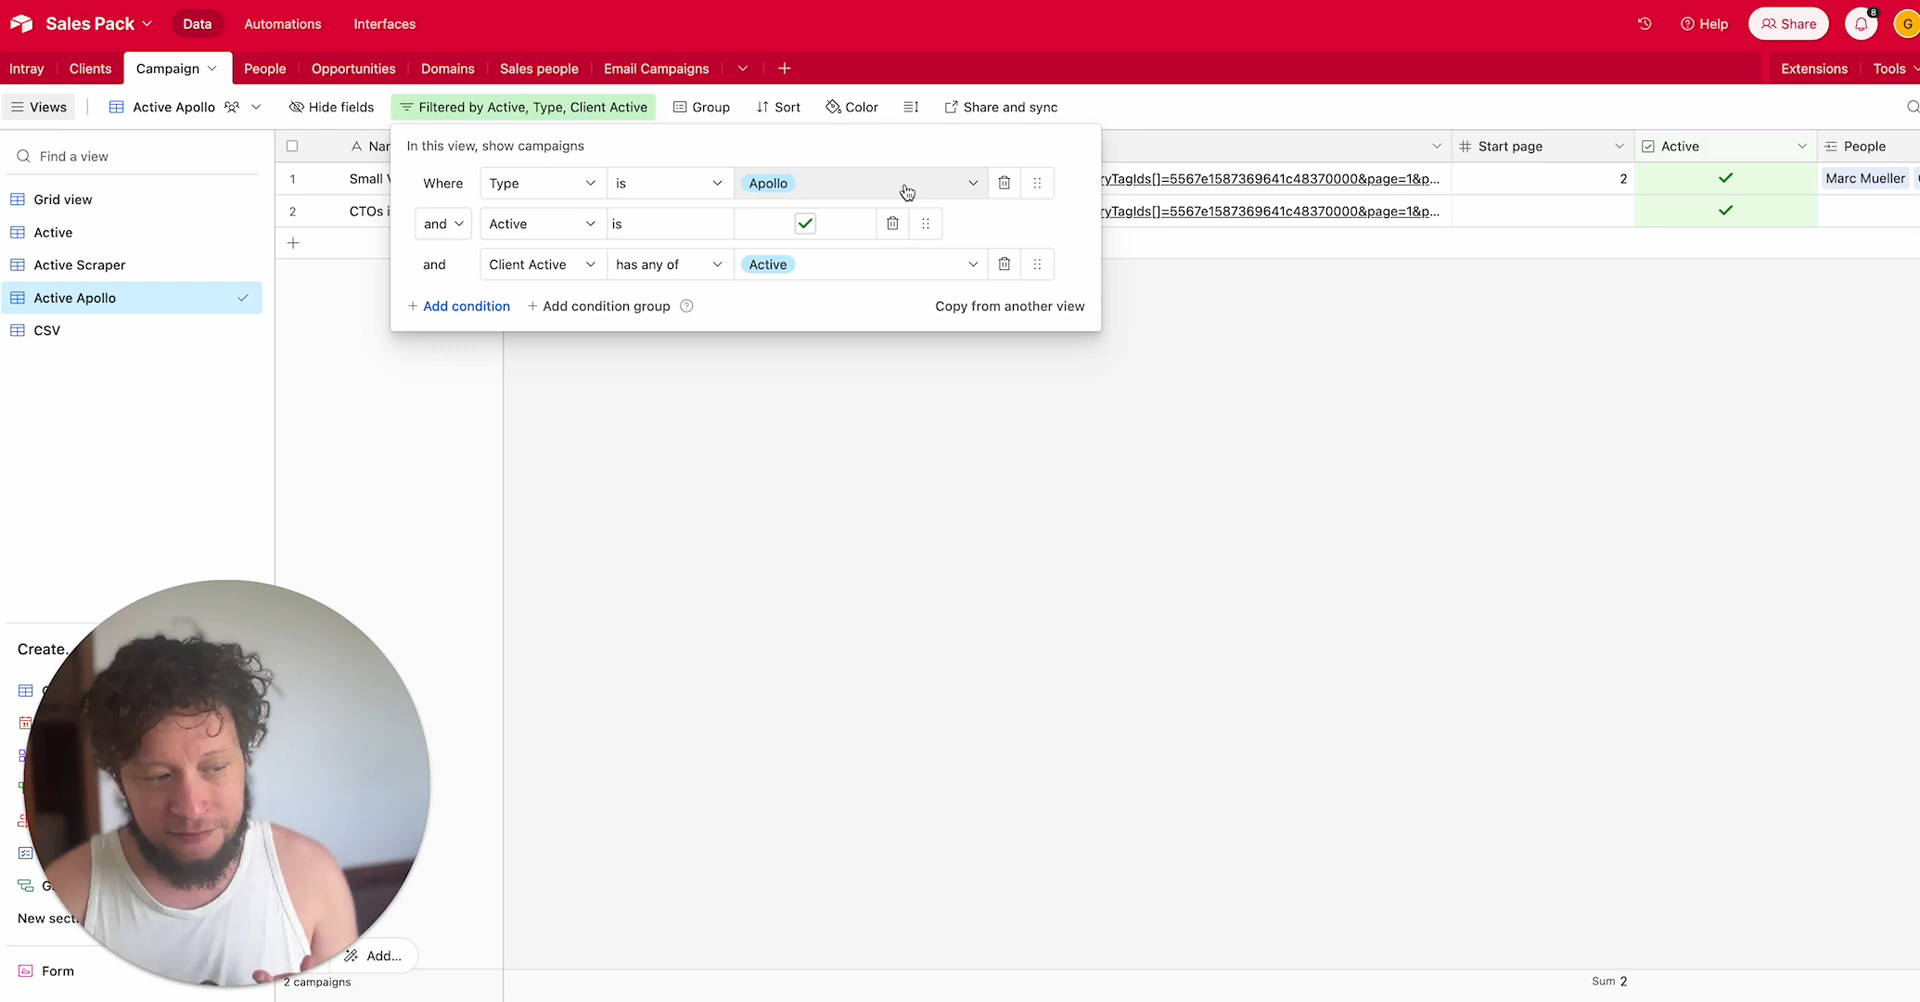 Sales Pack
Data
Automations
Interfaces
Help
Share
8
G
Intray
Clients
Campaign
People
Opportunities
Domains
Sales people
Email Campaigns
Extensions
Tools
Views
Active Apollo
Hide fields
Filtered by Active, Type, Client Active
Group
Sort
Color
Share and sync
Find a view
Grid view
Active
Active Scraper
Active Apollo
CSV
In this view, show campaigns
Where Type is Apollo
and Active is
and Client Active has any of Active
+ Add condition
+ Add condition group
Copy from another view
A Nar
# Start page
Active
People
1 Small V ryTagIds[]=5567e1587369641c48370000&page=1&p... 2 Marc Mueller
2 CTOs i ryTagIds[]=5567e1587369641c48370000&page=1&p...
Create.
New secti
Form
Add...
2 campaigns
Sum 2